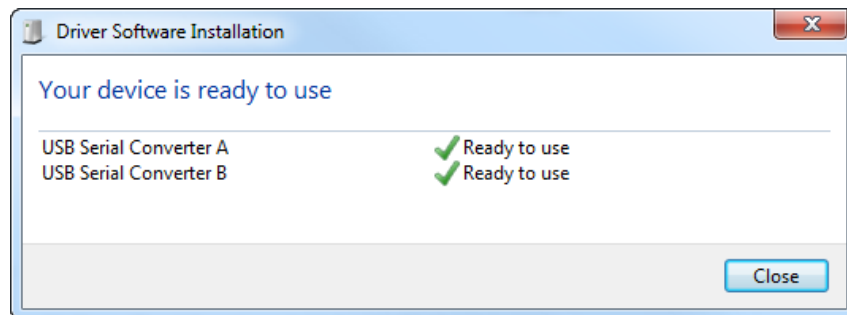 Driver Software Installation
Your device is ready to use
USB Serial Converter A Ready to use
USB Serial Converter B Ready to use
Close